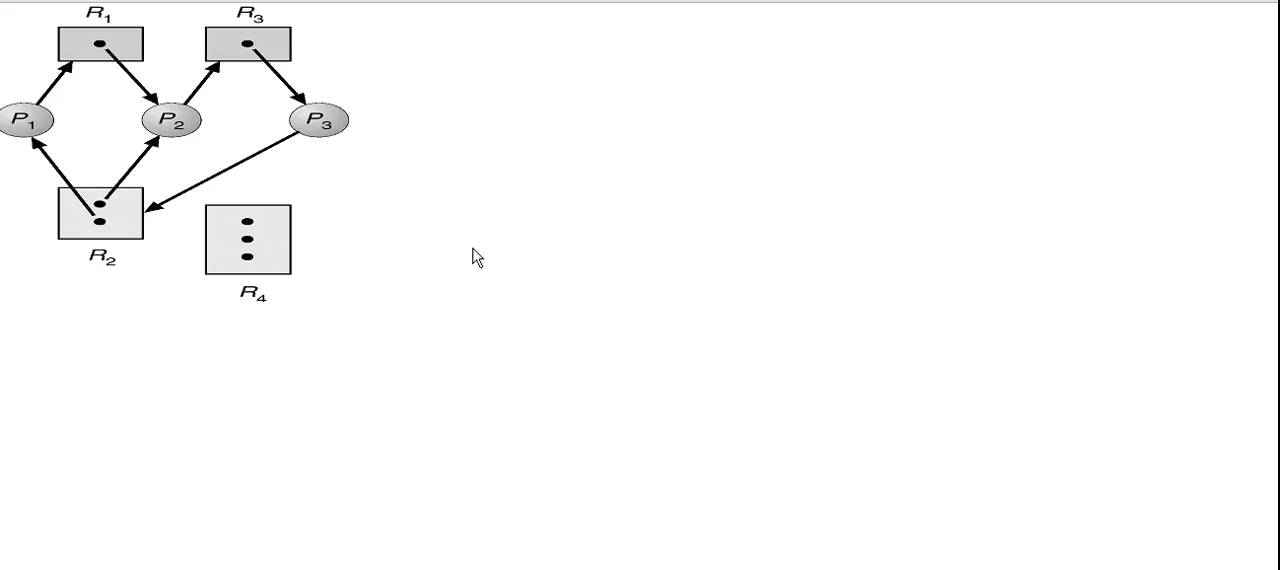 R₁ R₃
P₁ P₂ P₃
R₂
R₄